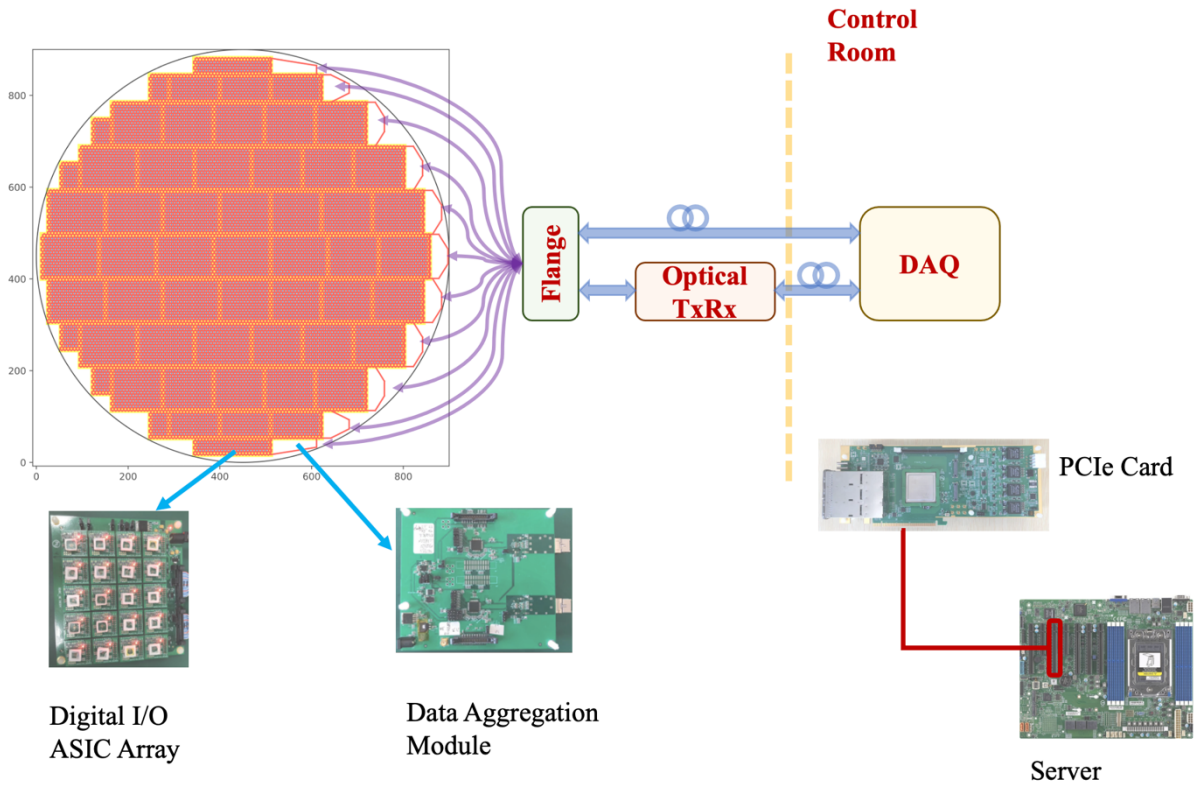 Control
Room
800
600
400
200
0
0
200
400
600
800
Flange
Optical
TxRx
DAQ
PCIe Card
Digital I/O
ASIC Array
Data Aggregation
Module
Server